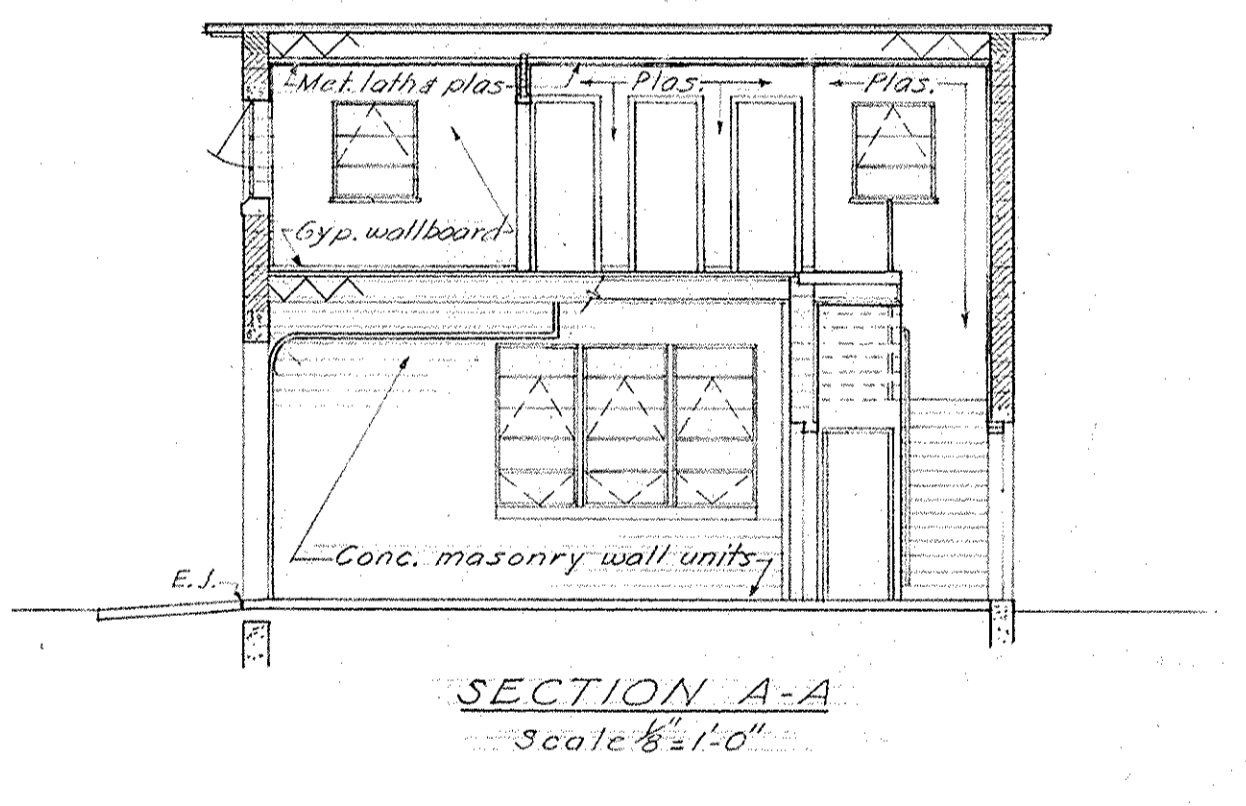 Met. lath & plas.
Plas.
Plas.
Gyp. wallboard
Conc. masonry wall units
E.J.
SECTION A-A
Scale 1/8" = 1'-0"